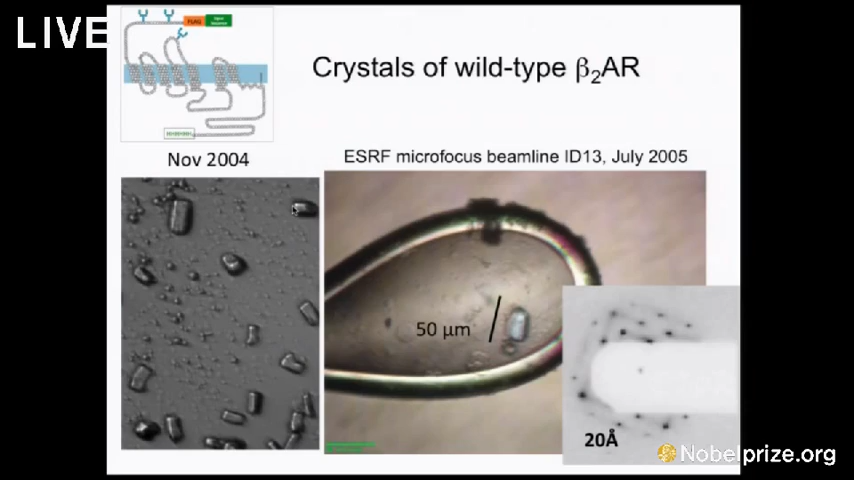 LIVE
FLAG
Crystals of wild-type β₂AR
Nov 2004
ESRF microfocus beamline ID13, July 2005
50 µm
20Å
Nobelprize.org